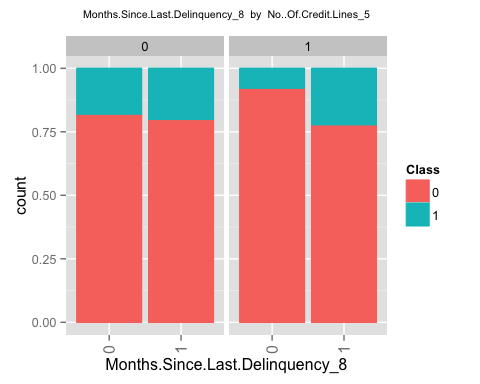 Months.Since.Last.Delinquency_8 by No..Of.Credit.Lines_5
0 1
1.00
0.75
0.50
0.25
0.00
count
0 1 0 1
Months.Since.Last.Delinquency_8
Class
0
1